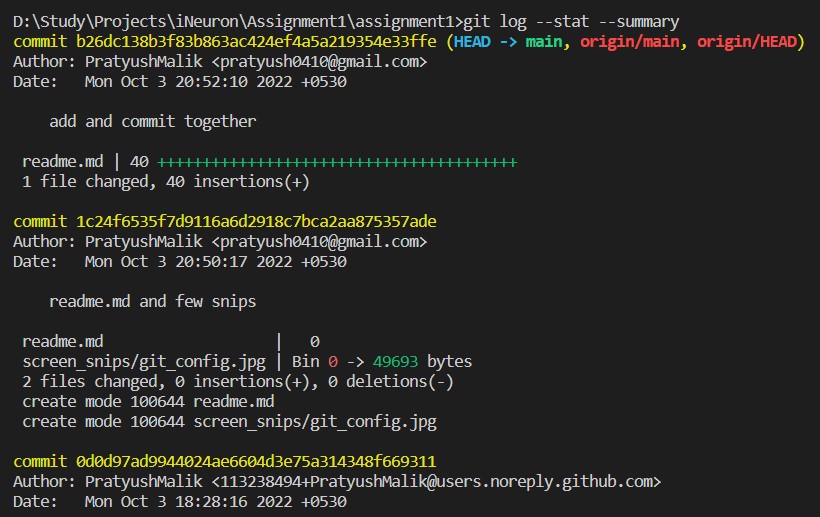 D:\Study\Projects\iNeuron\Assignment1\assignment1>git log --stat --summary
commit b26dc138b3f83b863ac424ef4a5a219354e33ffe (HEAD -> main, origin/main, origin/HEAD)
Author: PratyushMalik <pratyush0410@gmail.com>
Date:   Mon Oct 3 20:52:10 2022 +0530
    add and commit together
 readme.md | 40 ++++++++++++++++++++++++++++++++++++++++
 1 file changed, 40 insertions(+)
commit 1c24f6535f7d9116a6d2918c7bca2aa875357ade
Author: PratyushMalik <pratyush0410@gmail.com>
Date:   Mon Oct 3 20:50:17 2022 +0530
    readme.md and few snips
 readme.md                   |   0
 screen_snips/git_config.jpg | Bin 0 -> 49693 bytes
 2 files changed, 0 insertions(+), 0 deletions(-)
 create mode 100644 readme.md
 create mode 100644 screen_snips/git_config.jpg
commit 0d0d97ad9944024ae6604d3e75a314348f669311
Author: PratyushMalik <113238494+PratyushMalik@users.noreply.github.com>
Date:   Mon Oct 3 18:28:16 2022 +0530